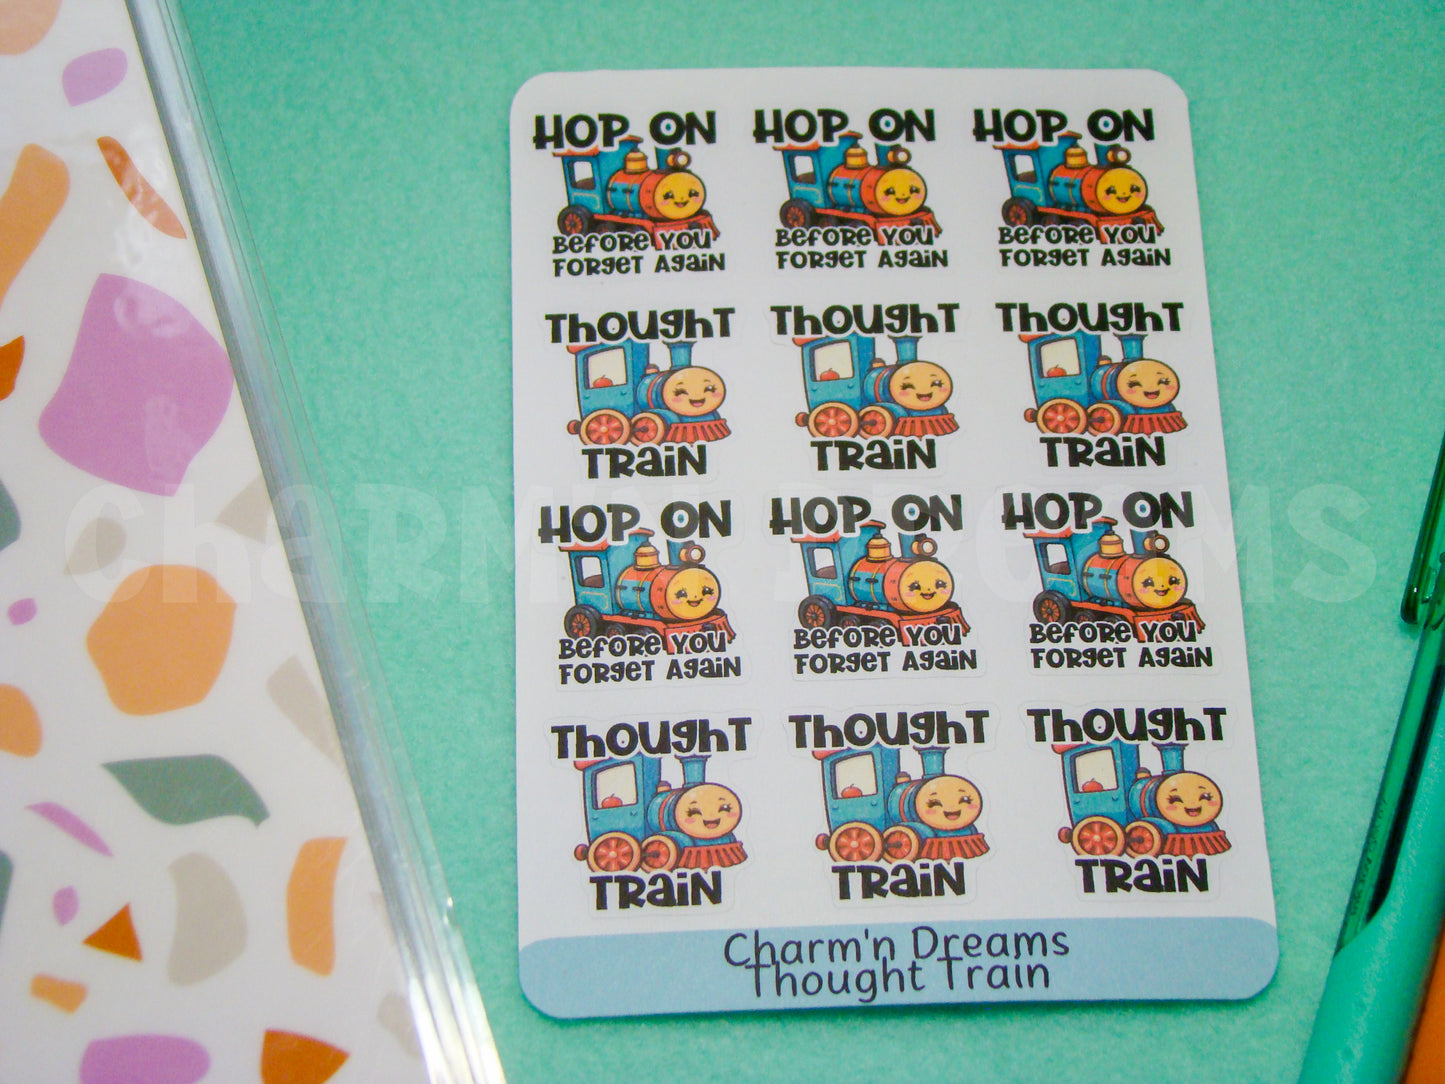 HOP ON HOP ON HOP ON
BEFORE YOU BEFORE YOU BEFORE YOU
FORGET AGAIN FORGET AGAIN FORGET AGAIN
THOUGHT THOUGHT THOUGHT
TRAIN TRAIN TRAIN
HOP ON HOP ON HOP ON
BEFORE YOU BEFORE YOU BEFORE YOU
FORGET AGAIN FORGET AGAIN FORGET AGAIN
THOUGHT THOUGHT THOUGHT
TRAIN TRAIN TRAIN
Charm'n Dreams
Thought Train
CHARM'N DREAMS